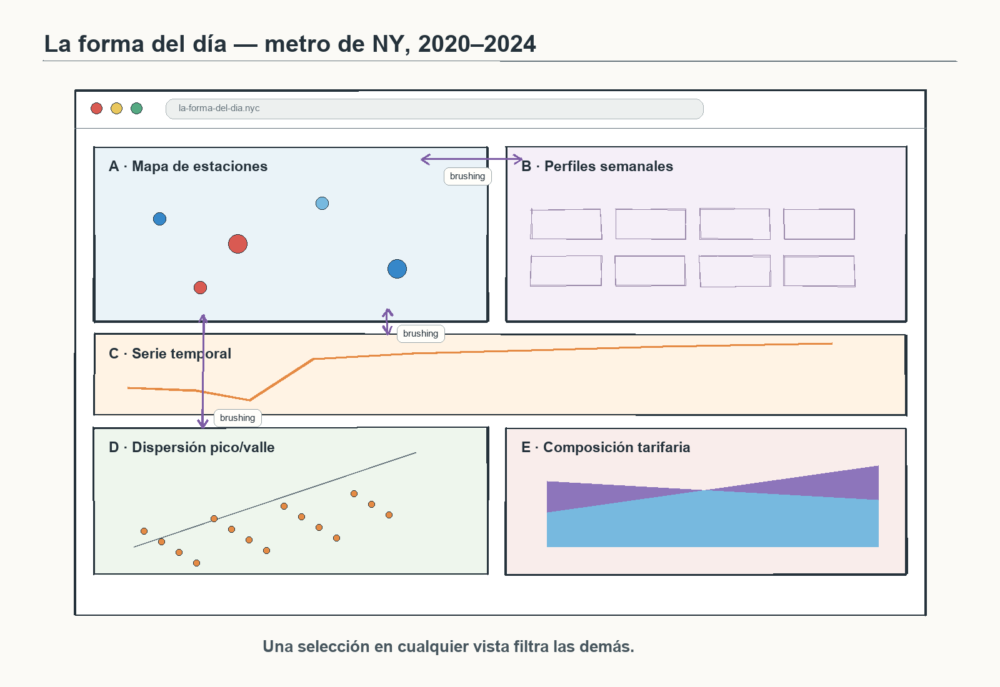 La forma del día — metro de NY, 2020–2024
la-forma-del-dia.nyc
A · Mapa de estaciones
brushing
B · Perfiles semanales
brushing
C · Serie temporal
brushing
D · Dispersión pico/valle
E · Composición tarifaria
Una selección en cualquier vista filtra las demás.